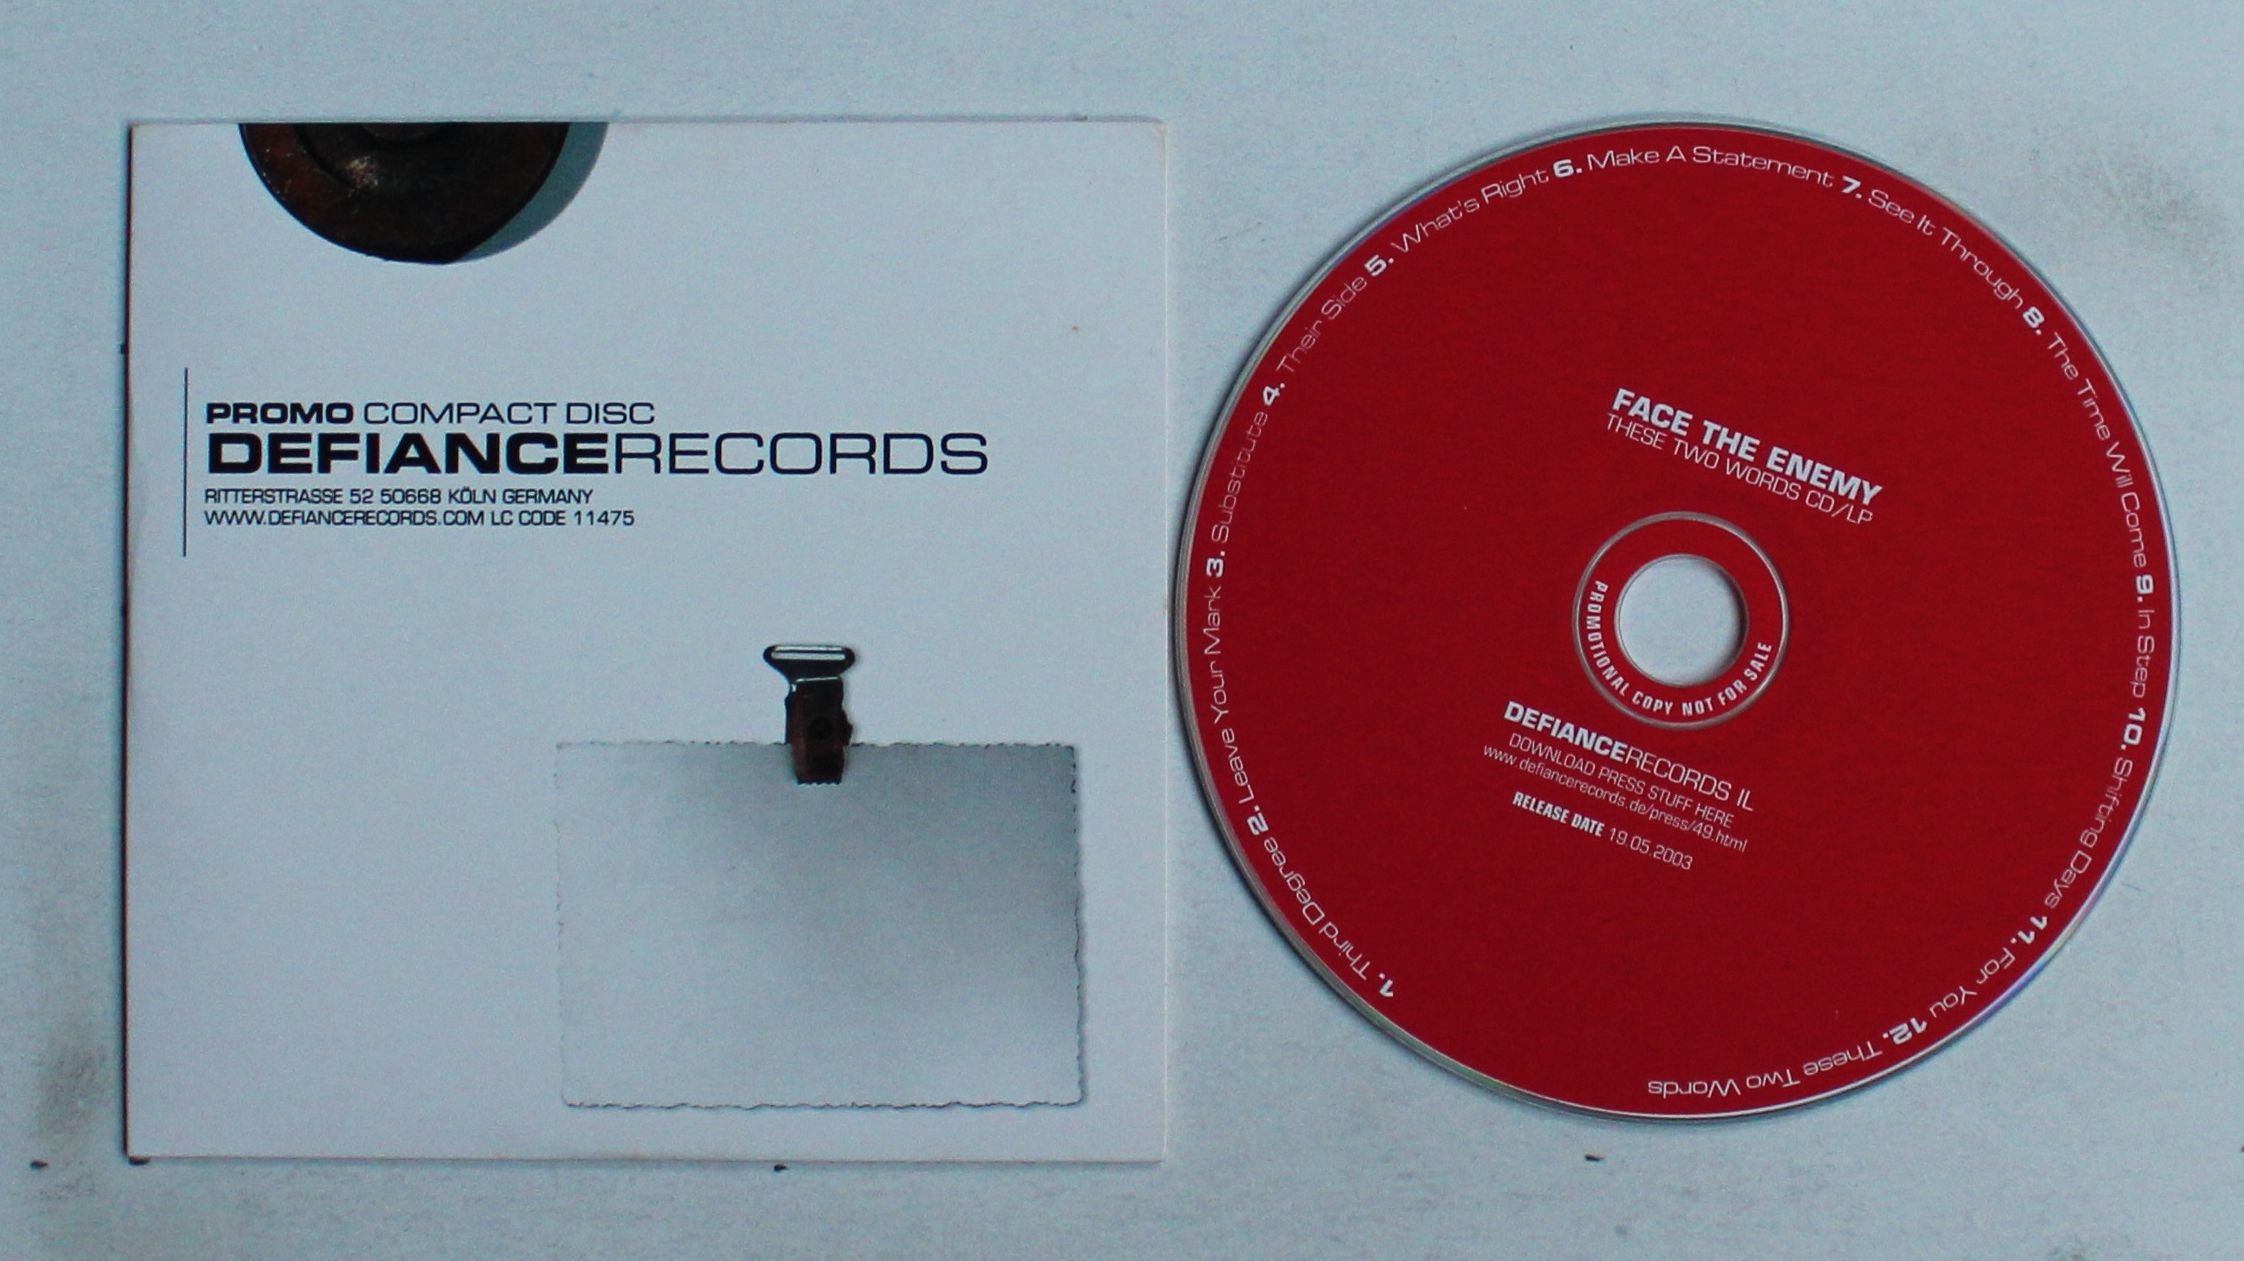 PROMO COMPACT DISC
DEFIANCERECORDS
RITTERSTRASSE 52 50668 KÖLN GERMANY
WWW.DEFIANCERECORDS.COM LC CODE 11475
1. Third Degree 2. Leave Your Mark 3. Substitute 4. Their Side 5. What's Right 6. Make A Statement 7. See It Through 8. The Time Will Come 9. In Step 10. Shifting Days 11. For You 12. These Two Words
FACE THE ENEMY
THESE TWO WORDS CD/LP
PROMOTIONAL COPY NOT FOR SALE
DEFIANCERECORDS IL
DOWNLOAD PRESS STUFF HERE
www.defiancerecords.de/press/49.html
RELEASE DATE 19.05.2003